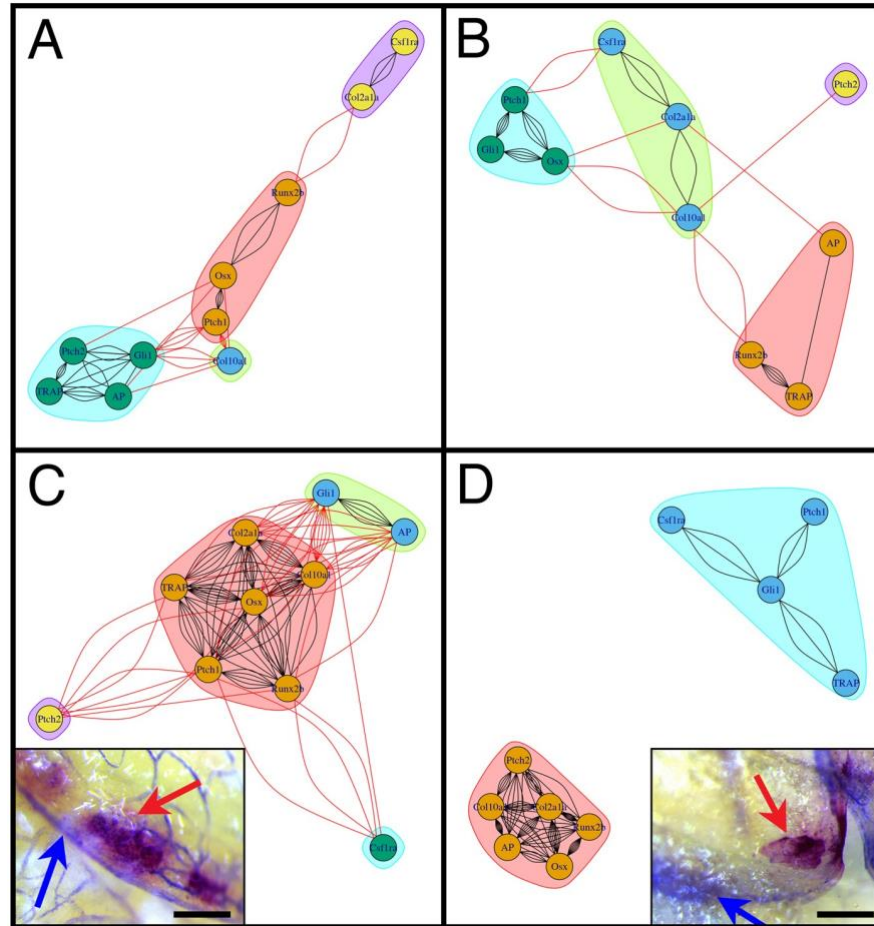 A
Csf1ra
Col2a1a
Runx2b
Osx
Ptch1
Col10a1
Ptch2
Gli1
TRAP
AP
B
Csf1ra
Ptch2
Ptch1
Col2a1a
Gli1
Osx
Col10a1
AP
Runx2b
TRAP
C
Gli1
AP
Col2a1a
Col10a1
TRAP
Osx
Ptch1
Runx2b
Ptch2
Csf1ra
D
Csf1ra
Ptch1
Gli1
TRAP
Ptch2
Col10a1
Col2a1a
Runx2b
AP
Osx